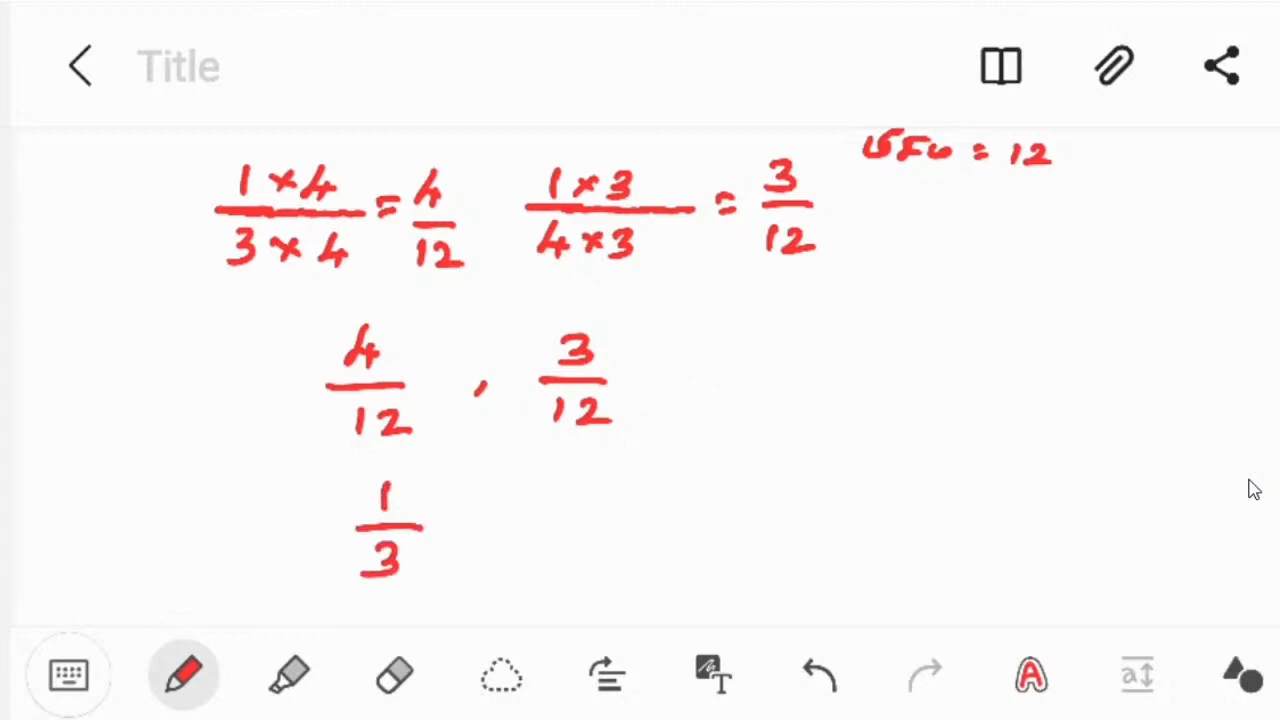 Title
மீசிம = 12
1 × 4 / 3 × 4 = 4 / 12 1 × 3 / 4 × 3 = 3 / 12
4 / 12 , 3 / 12
1 / 3